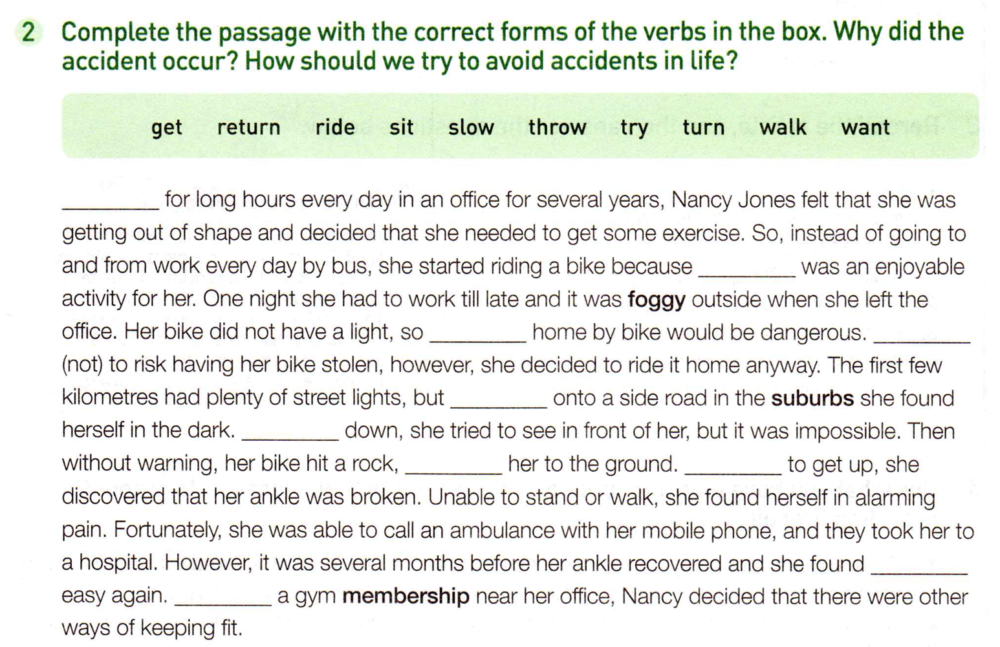 2 Complete the passage with the correct forms of the verbs in the box. Why did the
accident occur? How should we try to avoid accidents in life?
get return ride sit slow throw try turn walk want
_________ for long hours every day in an office for several years, Nancy Jones felt that she was
getting out of shape and decided that she needed to get some exercise. So, instead of going to
and from work every day by bus, she started riding a bike because _________ was an enjoyable
activity for her. One night she had to work till late and it was foggy outside when she left the
office. Her bike did not have a light, so _________ home by bike would be dangerous. _________
(not) to risk having her bike stolen, however, she decided to ride it home anyway. The first few
kilometres had plenty of street lights, but _________ onto a side road in the suburbs she found
herself in the dark. _________ down, she tried to see in front of her, but it was impossible. Then
without warning, her bike hit a rock, _________ her to the ground. _________ to get up, she
discovered that her ankle was broken. Unable to stand or walk, she found herself in alarming
pain. Fortunately, she was able to call an ambulance with her mobile phone, and they took her to
a hospital. However, it was several months before her ankle recovered and she found _________
easy again. _________ a gym membership near her office, Nancy decided that there were other
ways of keeping fit.